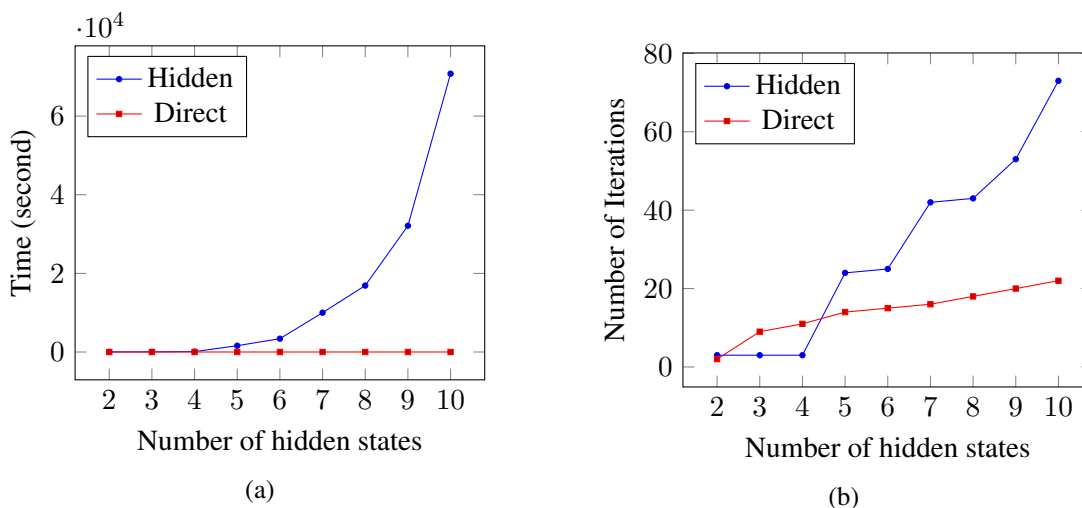 ·10⁴
Hidden
Direct
6
4
2
0
Time (second)
2 3 4 5 6 7 8 9 10
Number of hidden states
(a)
Hidden
Direct
80
60
40
20
0
Number of Iterations
2 3 4 5 6 7 8 9 10
Number of hidden states
(b)